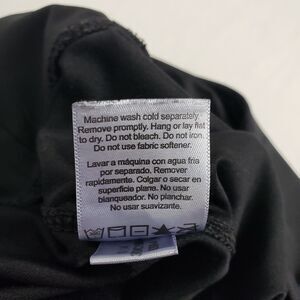 Machine wash cold separately
Remove promptly. Hang or lay flat
to dry. Do not bleach. Do not iron.
Do not use fabric softener.
Lavar a máquina con agua fria
por separado. Remover
rapidamente. Colgar o secar en
superficie plana. No usar
blanqueador. No planchar.
No usar suavizante.